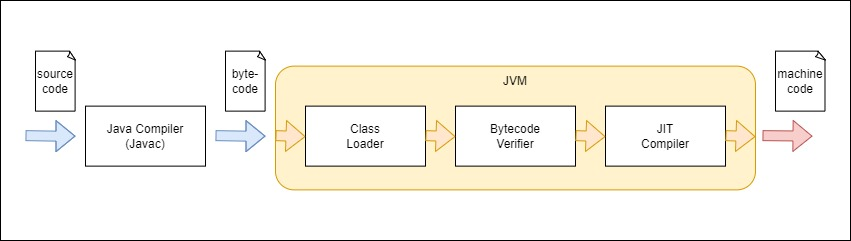 source
code
Java Compiler
(Javac)
byte-
code
JVM
Class
Loader
Bytecode
Verifier
JIT
Compiler
machine
code